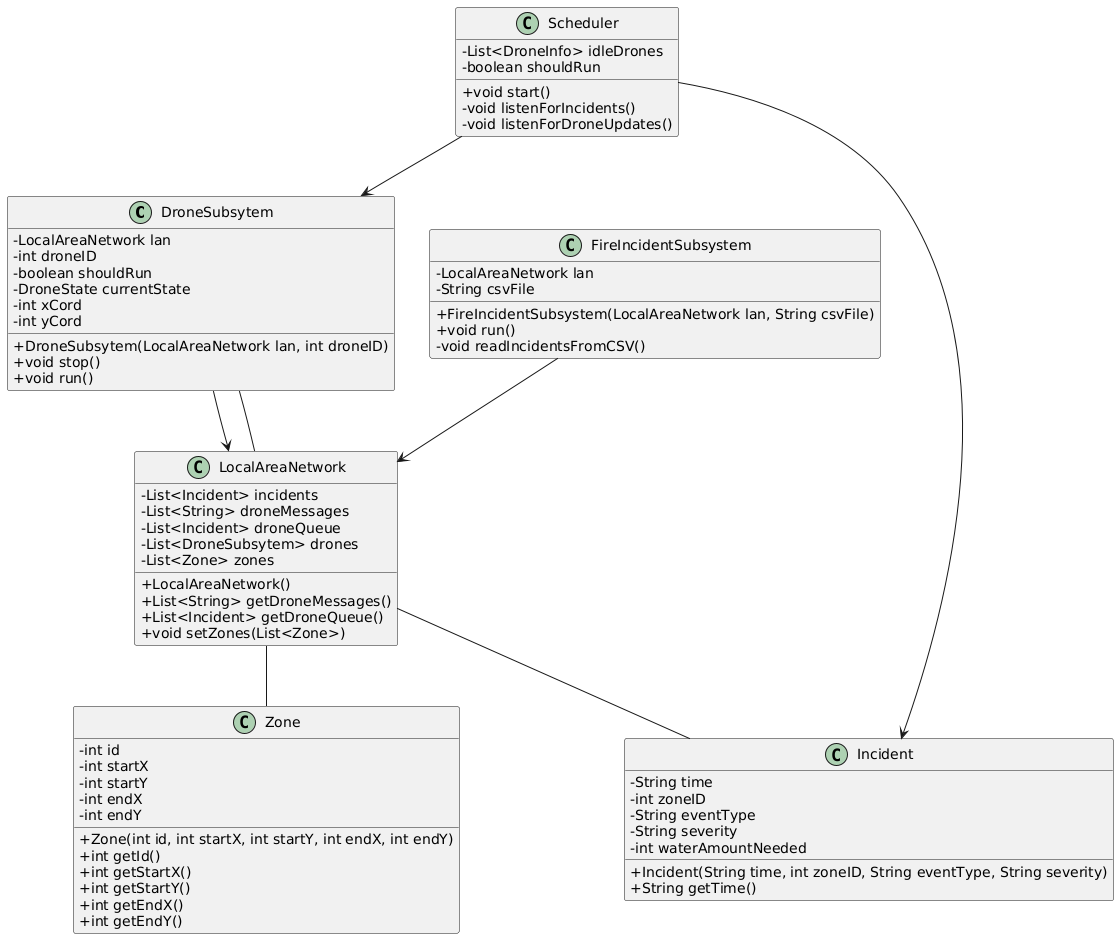 C Scheduler
-List<DroneInfo> idleDrones
-boolean shouldRun
+void start()
-void listenForIncidents()
-void listenForDroneUpdates()
C DroneSubsytem
-LocalAreaNetwork lan
-int droneID
-boolean shouldRun
-DroneState currentState
-int xCord
-int yCord
+DroneSubsytem(LocalAreaNetwork lan, int droneID)
+void stop()
+void run()
C FireIncidentSubsystem
-LocalAreaNetwork lan
-String csvFile
+FireIncidentSubsystem(LocalAreaNetwork lan, String csvFile)
+void run()
-void readIncidentsFromCSV()
C LocalAreaNetwork
-List<Incident> incidents
-List<String> droneMessages
-List<Incident> droneQueue
-List<DroneSubsytem> drones
-List<Zone> zones
+LocalAreaNetwork()
+List<String> getDroneMessages()
+List<Incident> getDroneQueue()
+void setZones(List<Zone>)
C Zone
-int id
-int startX
-int startY
-int endX
-int endY
+Zone(int id, int startX, int startY, int endX, int endY)
+int getId()
+int getStartX()
+int getStartY()
+int getEndX()
+int getEndY()
C Incident
-String time
-int zoneID
-String eventType
-String severity
-int waterAmountNeeded
+Incident(String time, int zoneID, String eventType, String severity)
+String getTime()